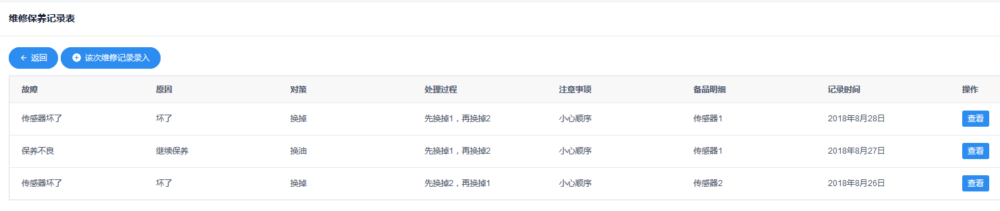 维修保养记录表
返回 该次维修记录录入
故障 原因 对策 处理过程 注意事项 备品明细 记录时间 操作
传感器坏了 坏了 换掉 先换掉1，再换掉2 小心顺序 传感器1 2018年8月28日 查看
保养不良 继续保养 换油 先换掉1，再换掉2 小心顺序 传感器1 2018年8月27日 查看
传感器坏了 坏了 换掉 先换掉2，再换掉1 小心顺序 传感器2 2018年8月26日 查看